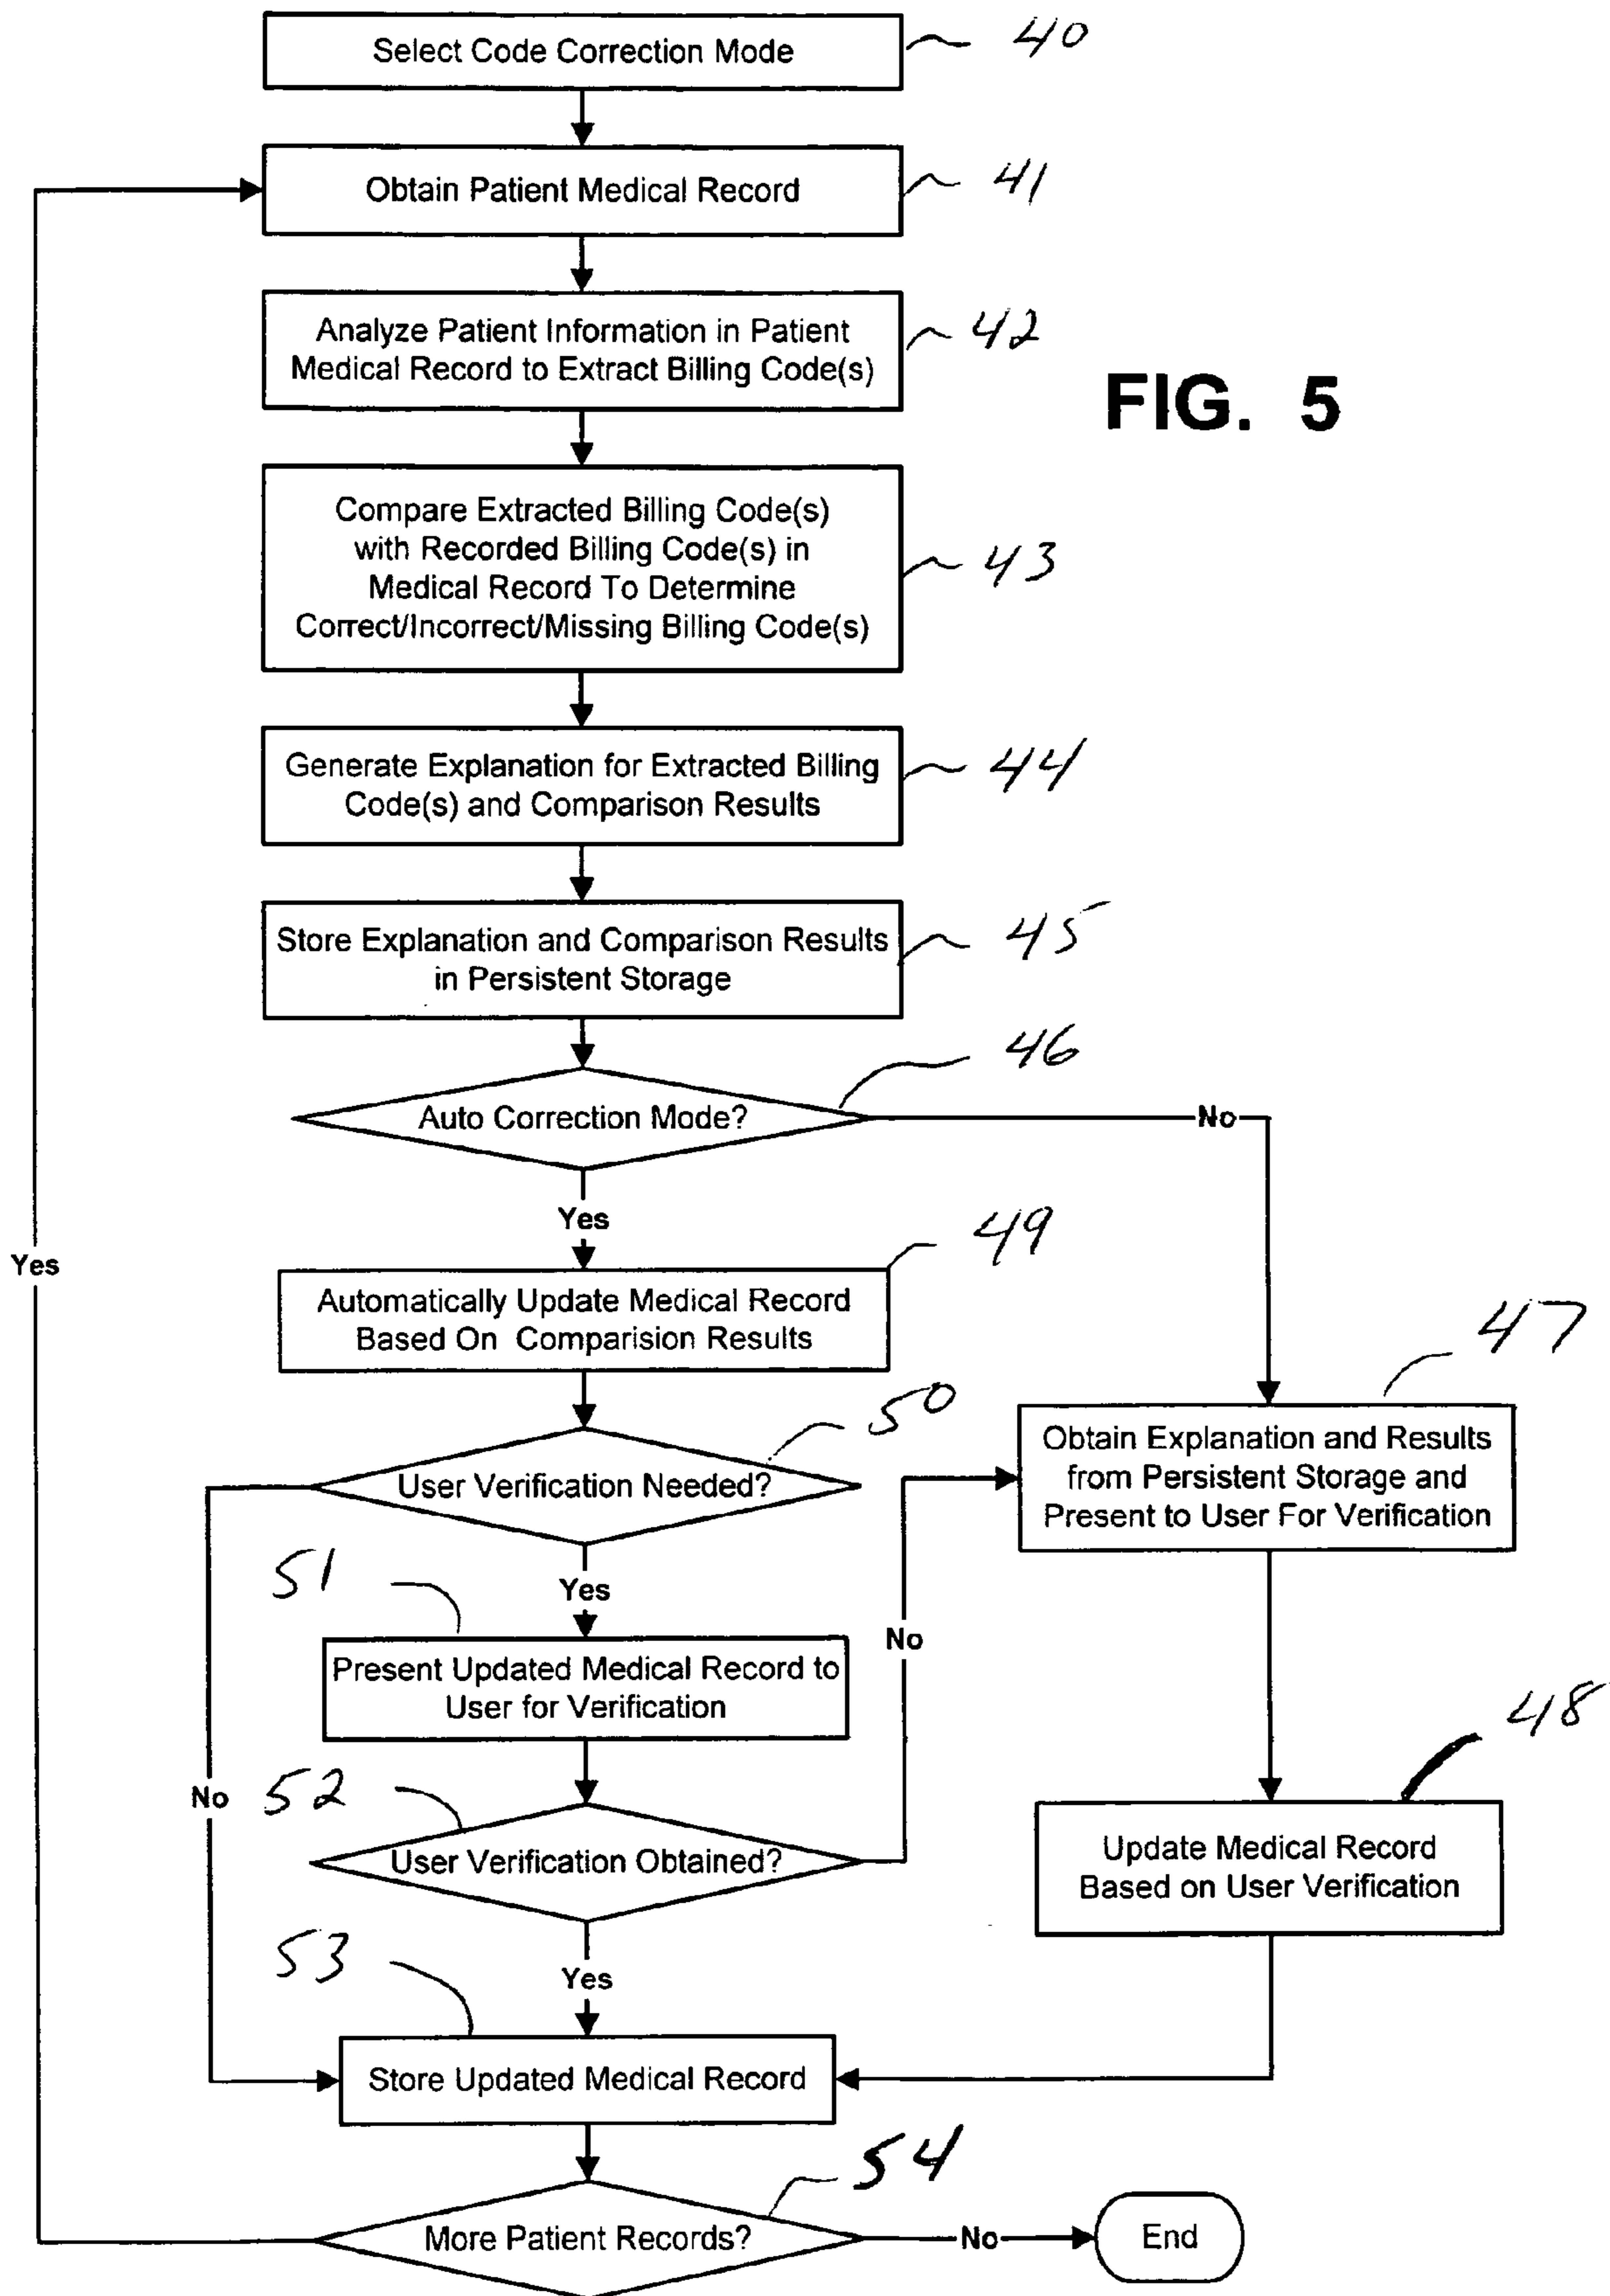 Select Code Correction Mode
40
Obtain Patient Medical Record
41
Analyze Patient Information in Patient
Medical Record to Extract Billing Code(s)
42
FIG. 5
Compare Extracted Billing Code(s)
with Recorded Billing Code(s) in
Medical Record To Determine
Correct/Incorrect/Missing Billing Code(s)
43
Generate Explanation for Extracted Billing
Code(s) and Comparison Results
44
Store Explanation and Comparison Results
in Persistent Storage
45
46
Auto Correction Mode?
No
Yes
49
Yes
Automatically Update Medical Record
Based On Comparision Results
47
50
Obtain Explanation and Results
from Persistent Storage and
Present to User For Verification
User Verification Needed?
51
Yes
No
Present Updated Medical Record to
User for Verification
48
No
52
User Verification Obtained?
Update Medical Record
Based on User Verification
53
Yes
Store Updated Medical Record
54
More Patient Records?
No
End